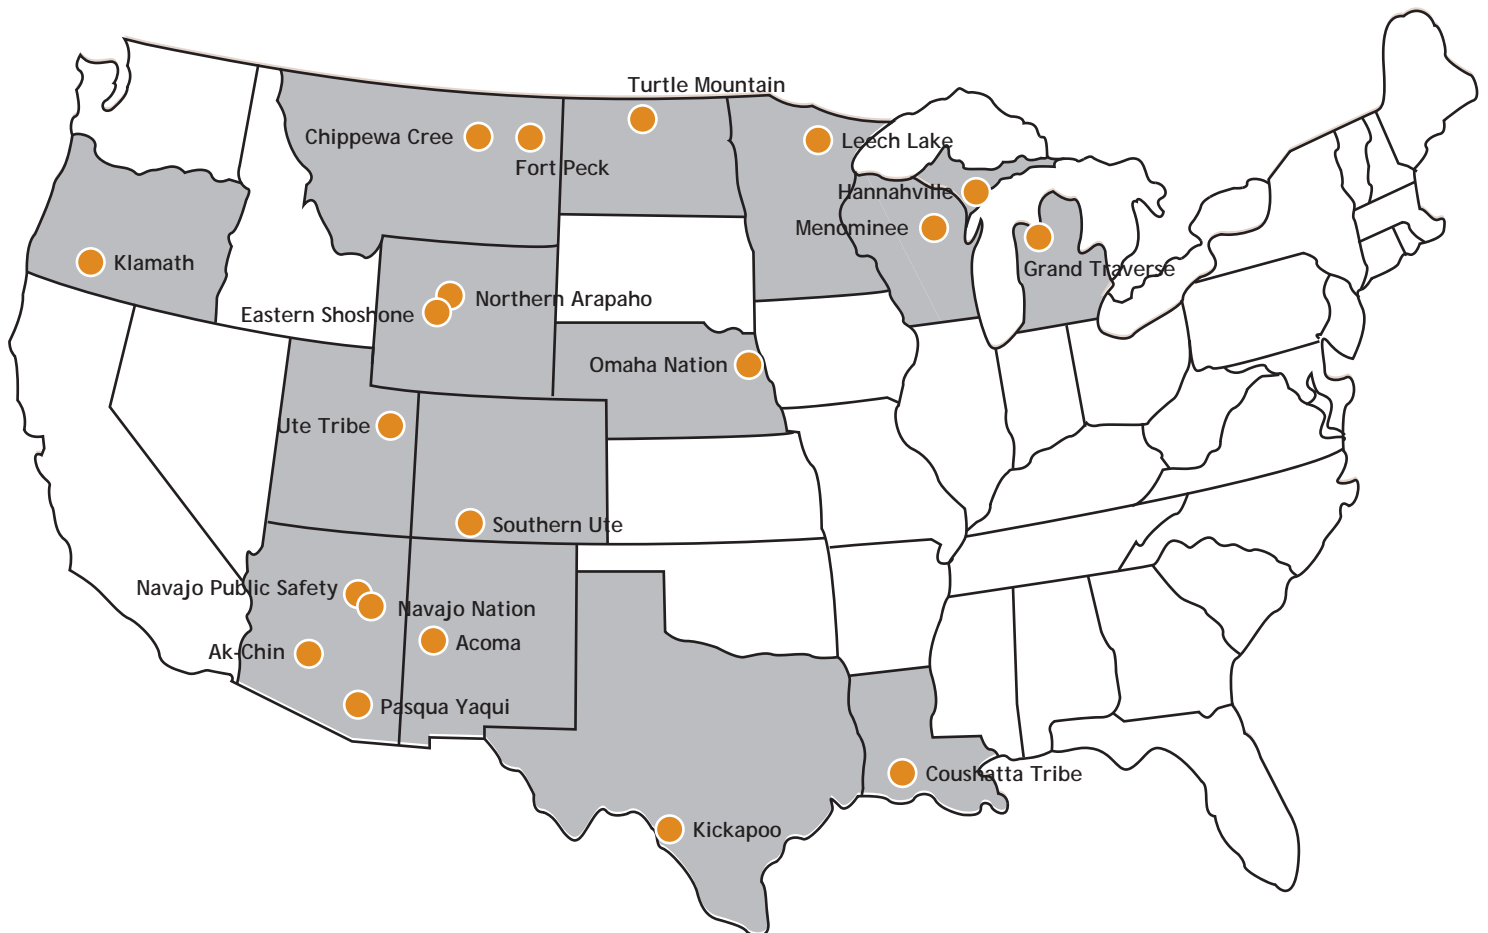 Turtle Mountain
Chippewa Cree
Leech Lake
Fort Peck
Hannahville
Menominee
Klamath
Grand Traverse
Northern Arapaho
Eastern Shoshone
Omaha Nation
Ute Tribe
Southern Ute
Navajo Public Safety
Navajo Nation
Acoma
Ak-Chin
Pasqua Yaqui
Coushatta Tribe
Kickapoo